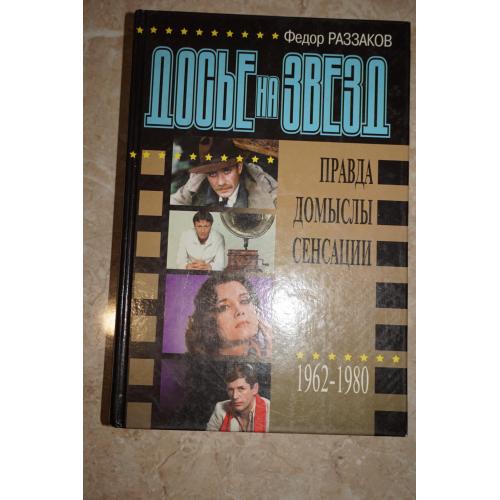 Федор РАЗЗАКОВ
ДОСЬЕ НА ЗВЕЗД
ПРАВДА
ДОМЫСЛЫ
СЕНСАЦИИ
1962-1980